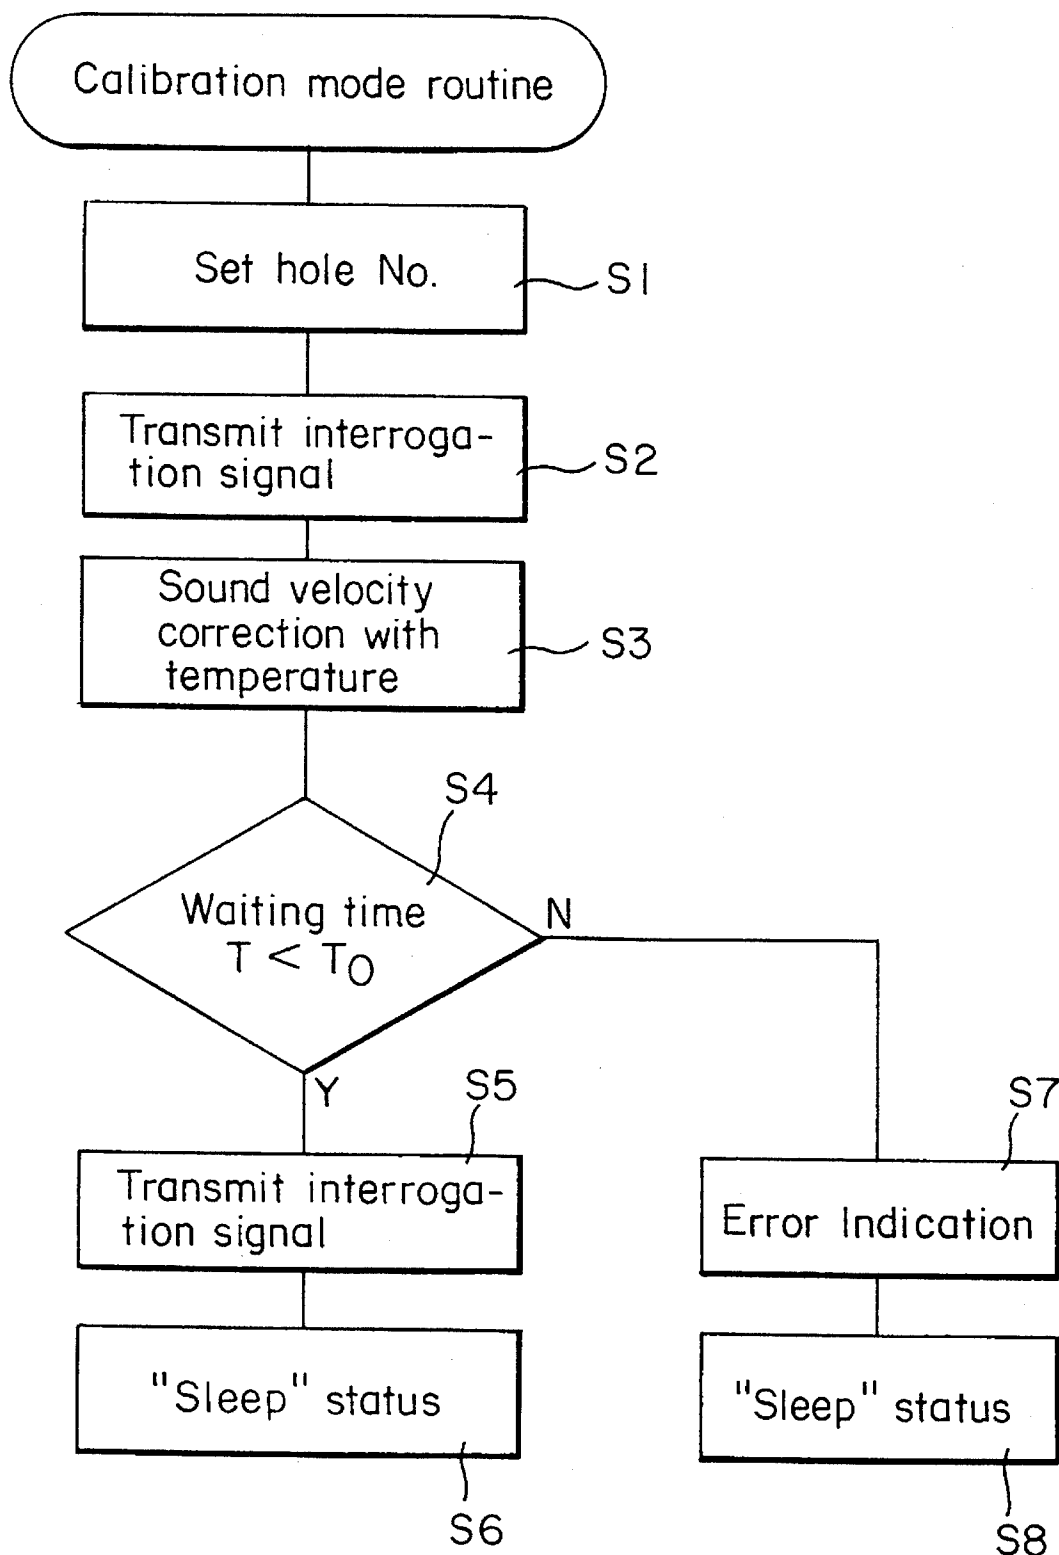 Calibration mode routine
Set hole No.
S1
Transmit interroga-
tion signal
S2
Sound velocity
correction with
temperature
S3
S4
Waiting time
T < T0
N
Y
S5
Transmit interroga-
tion signal
S7
Error Indication
"Sleep" status
S6
"Sleep" status
S8